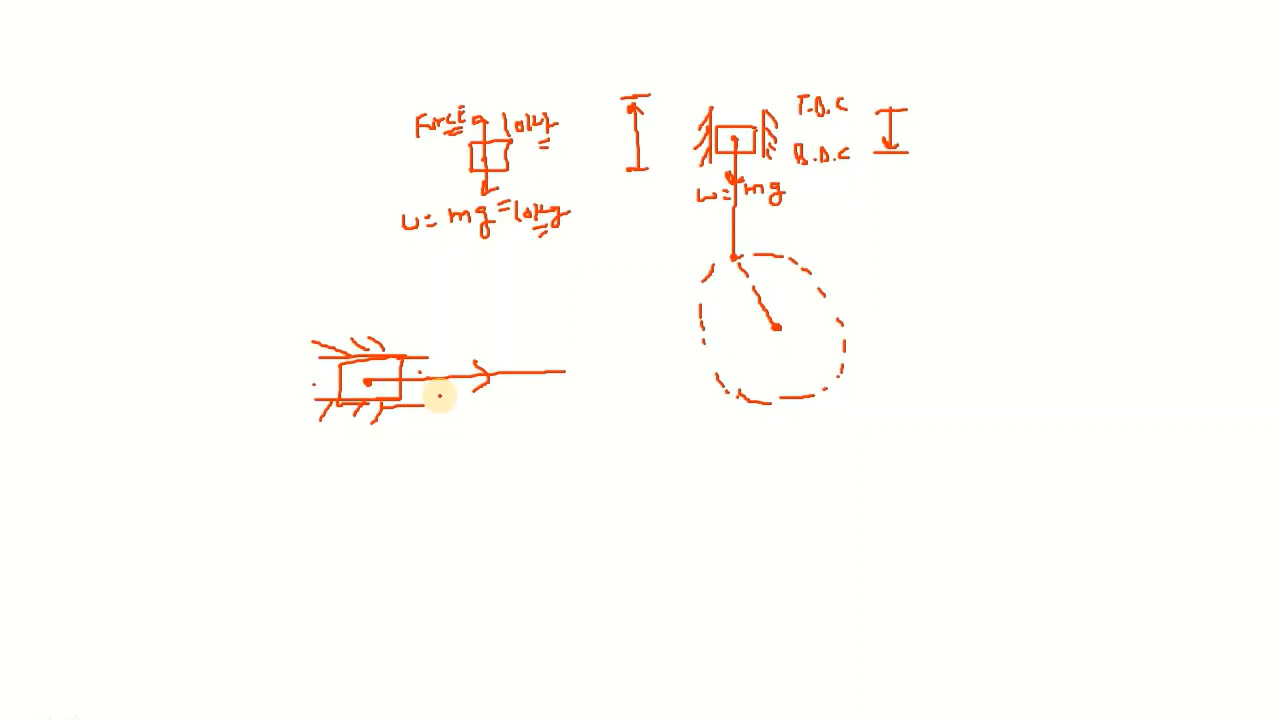 Force 10kg
w = mg = 10kg
T.D.C
B.D.C
w = mg